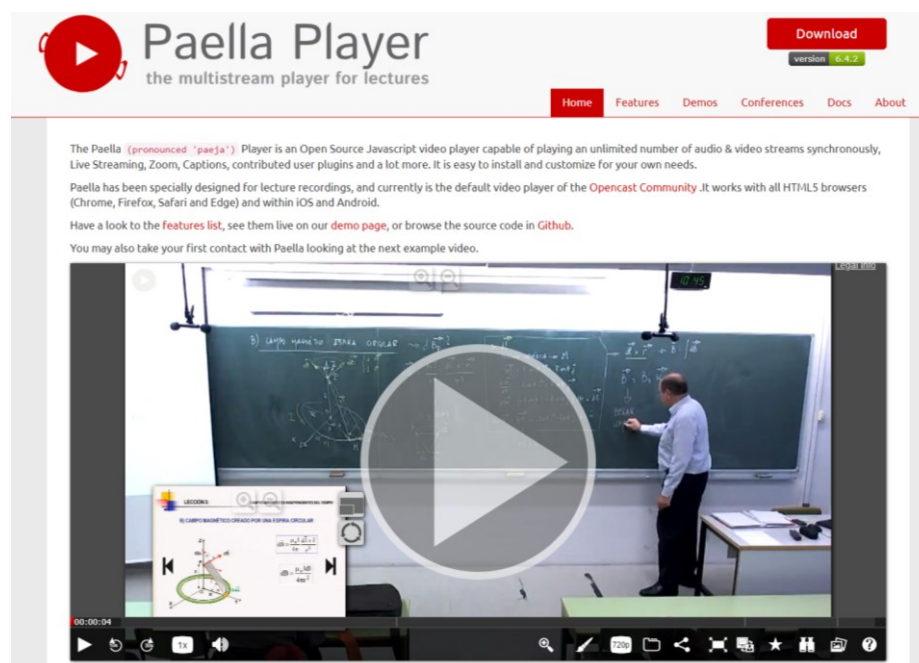 Paella Player
the multistream player for lectures
Download
version 6.4.2
Home Features Demos Conferences Docs About
The Paella (pronounced 'paeja') Player is an Open Source Javascript video player capable of playing an unlimited number of audio & video streams synchronously,
Live Streaming, Zoom, Captions, contributed user plugins and a lot more. It is easy to install and customize for your own needs.
Paella has been specially designed for lecture recordings, and currently is the default video player of the Opencast Community .It works with all HTML5 browsers
(Chrome, Firefox, Safari and Edge) and within iOS and Android.
Have a look to the features list, see them live on our demo page, or browse the source code in Github.
You may also take your first contact with Paella looking at the next example video.
Legal Info
10:45
B) CAMPO MAGNÉTICO ESPIRA CIRCULAR
LECCIÓN 5:
B) CAMPO MAGNÉTICO CREADO POR UNA ESPIRA CIRCULAR
00:00:04
1x
720p